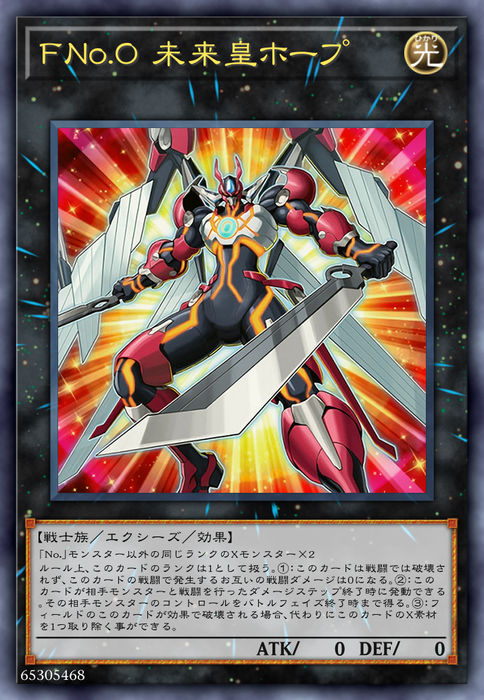 FNo.0 未来皇ホープ
ひかり
光
【戦士族／エクシーズ／効果】
「No.」モンスター以外の同じランクのXモンスター×2
ルール上、このカードのランクは1として扱う。①：このカードは戦闘では破壊さ
れず、このカードの戦闘で発生するお互いの戦闘ダメージは0になる。②：この
カードが相手モンスターと戦闘を行ったダメージステップ終了時に発動でき
る。その相手モンスターのコントロールをバトルフェイズ終了時まで得る。③：フ
ィールドのこのカードが効果で破壊される場合、代わりにこのカードのX素材
を1つ取り除く事ができる。
ATK/ 0 DEF/ 0
65305468